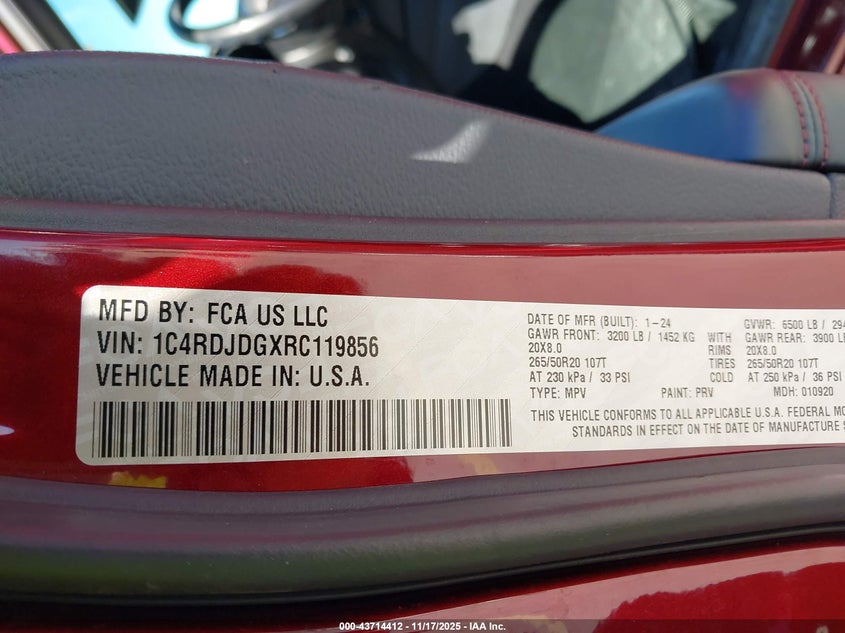 MFD BY: FCA US LLC
VIN: 1C4RDJDGXRC119856
VEHICLE MADE IN: U.S.A.
DATE OF MFR (BUILT): 1-24 GVWR: 6500 LB / 294
GAWR FRONT: 3200 LB / 1452 KG WITH GAWR REAR: 3900 LB
20X8.0 RIMS 20X8.0
265/50R20 107T TIRES 265/50R20 107T
AT 230 kPa / 33 PSI COLD AT 250 kPa / 36 PSI
TYPE: MPV PAINT: PRV MDH: 010920
THIS VEHICLE CONFORMS TO ALL APPLICABLE U.S.A. FEDERAL MO
STANDARDS IN EFFECT ON THE DATE OF MANUFACTURE S
000-43714412 - 11/17/2025 - IAA Inc.